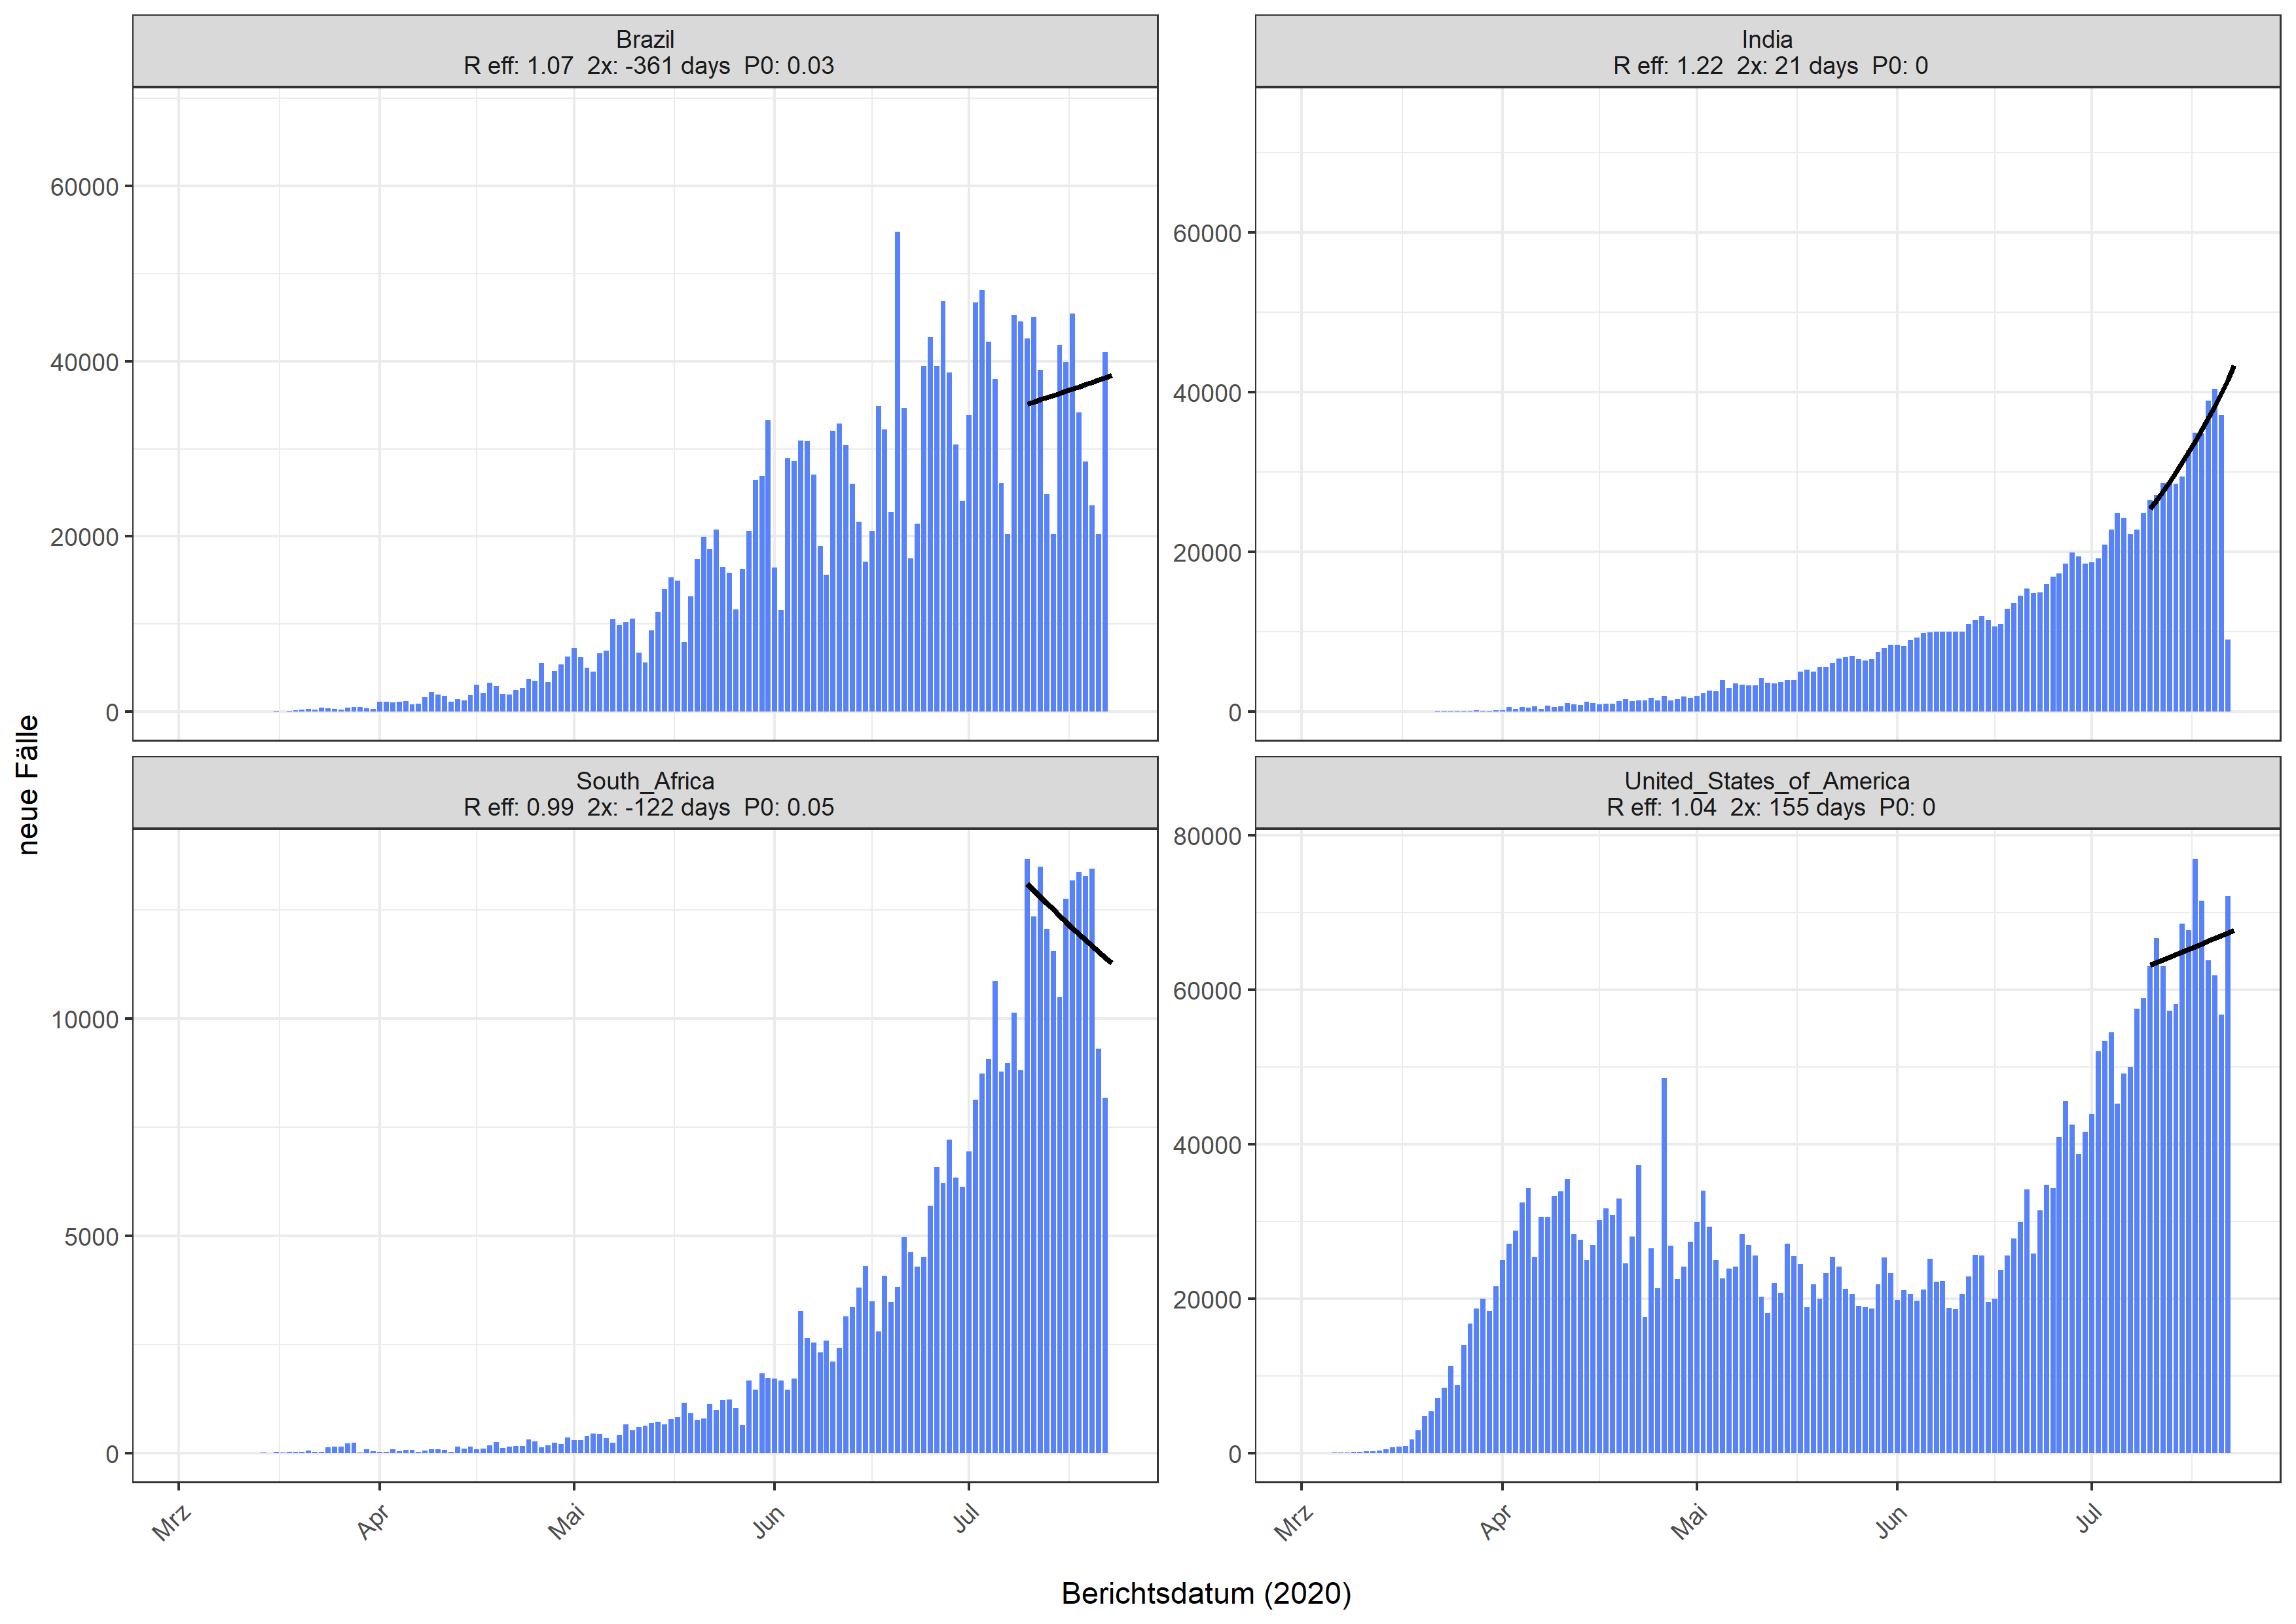 Brazil
R eff: 1.07 2x: -361 days P0: 0.03
60000
40000
20000
0
India
R eff: 1.22 2x: 21 days P0: 0
60000
40000
20000
0
neue Fälle
South_Africa
R eff: 0.99 2x: -122 days P0: 0.05
10000
5000
0
Mrz Apr Mai Jun Jul
United_States_of_America
R eff: 1.04 2x: 155 days P0: 0
80000
60000
40000
20000
0
Mrz Apr Mai Jun Jul
Berichtsdatum (2020)